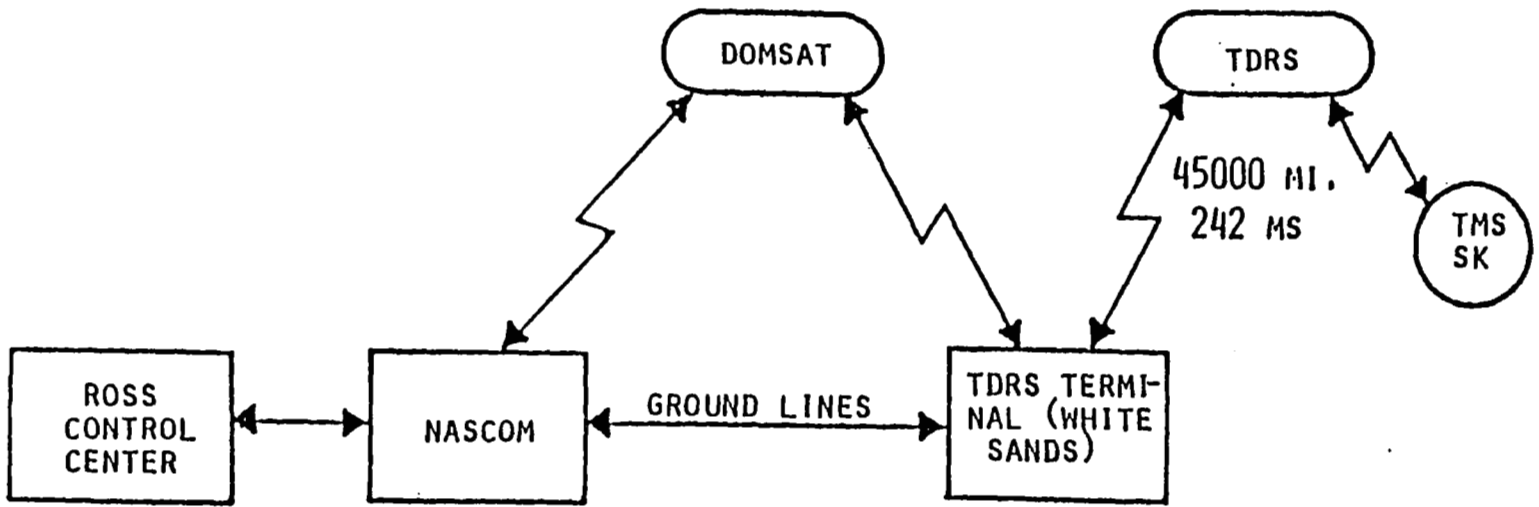 DOMSAT
TDRS
45000 MI.
242 MS
TMS
SK
ROSS
CONTROL
CENTER
NASCOM
GROUND LINES
TDRS TERMI-
NAL (WHITE
SANDS)